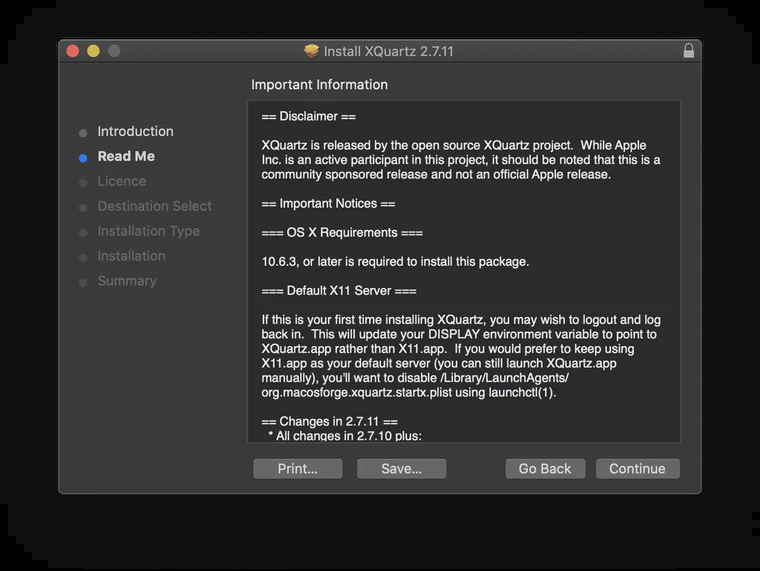 Install XQuartz 2.7.11
Important Information
Introduction
Read Me
Licence
Destination Select
Installation Type
Installation
Summary
== Disclaimer ==
XQuartz is released by the open source XQuartz project.  While Apple
Inc. is an active participant in this project, it should be noted that this is a
community sponsored release and not an official Apple release.
== Important Notices ==
=== OS X Requirements ===
10.6.3, or later is required to install this package.
=== Default X11 Server ===
If this is your first time installing XQuartz, you may wish to logout and log
back in.  This will update your DISPLAY environment variable to point to
XQuartz.app rather than X11.app.  If you would prefer to keep using
X11.app as your default server (you can still launch XQuartz.app
manually), you'll want to disable /Library/LaunchAgents/
org.macosforge.xquartz.startx.plist using launchctl(1).
== Changes in 2.7.11 ==
* All changes in 2.7.10 plus:
Print...
Save...
Go Back
Continue